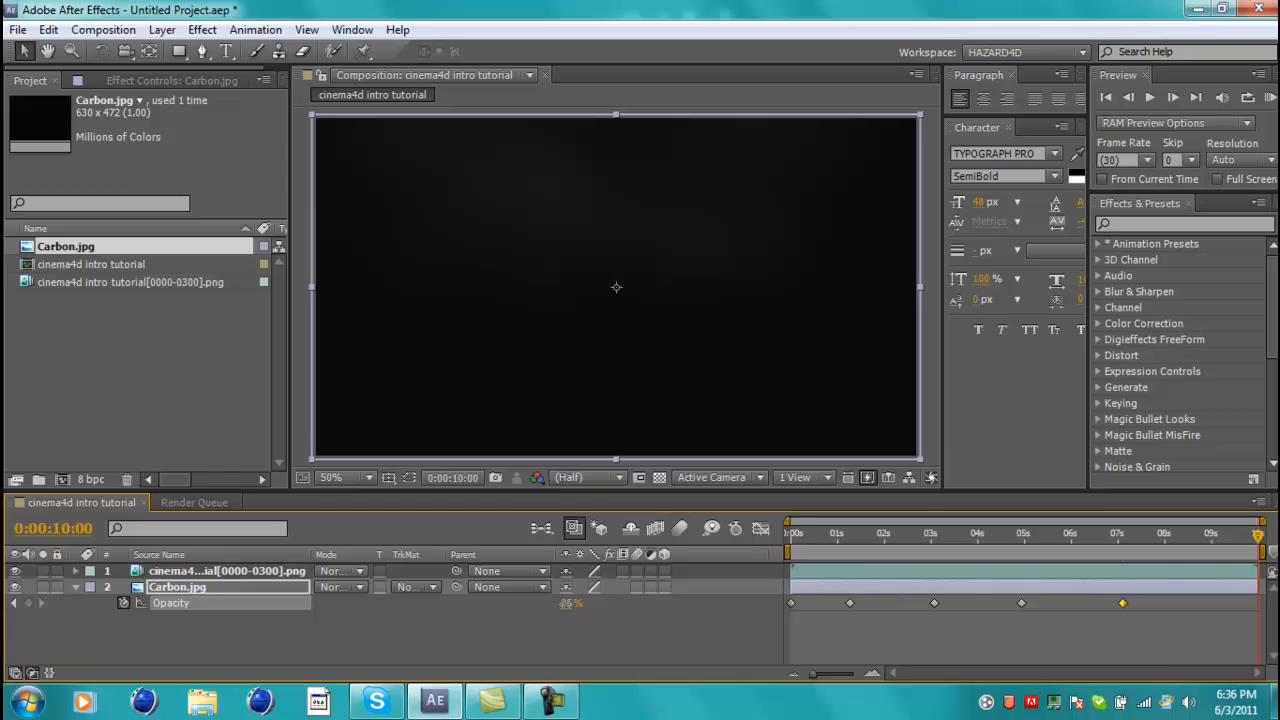 Adobe After Effects - Untitled Project.aep *
File Edit Composition Layer Effect Animation View Window Help
Workspace: HAZARD4D Search Help
Project Effect Controls: Carbon.jpg
Composition: cinema4d intro tutorial
Paragraph
Preview
cinema4d intro tutorial
Carbon.jpg , used 1 time
630 x 472 (1.00)
Millions of Colors
RAM Preview Options
Character
Frame Rate Skip Resolution
TYPOGRAPH PRO
(30) 0 Auto
SemiBold
From Current Time Full Screen
48 px
Effects & Presets
Metrics
- px
100 %
0 px
Name
Carbon.jpg
cinema4d intro tutorial
cinema4d intro tutorial[0000-0300].png
* Animation Presets
3D Channel
Audio
Blur & Sharpen
Channel
Color Correction
Digieffects FreeForm
Distort
Expression Controls
Generate
Keying
Magic Bullet Looks
Magic Bullet MisFire
Matte
Noise & Grain
T T TT Tr T
8 bpc
50% 0:00:10:00 (Half) Active Camera 1 View
cinema4d intro tutorial Render Queue
0:00:10:00
0:00s 01s 02s 03s 04s 05s 06s 07s 08s 09s
# Source Name Mode T TrkMat Parent
1 cinema4...ial[0000-0300].png Nor... None
2 Carbon.jpg Nor... No... None
Opacity
6:36 PM
6/3/2011